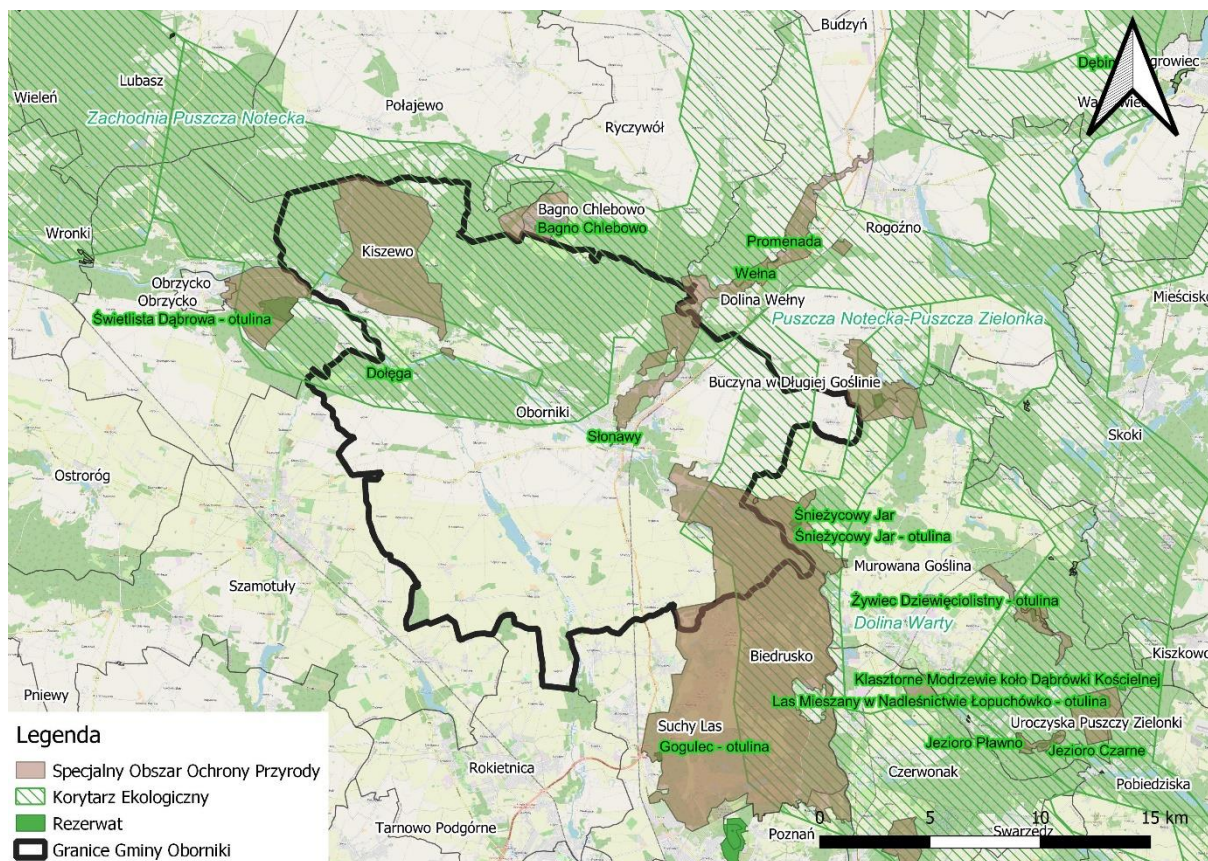 Budzyń
Lubasz
Wieleń
Zachodnia Puszcza Notecka
Połajewo
Ryczywół
Wronki
Bagno Chlebowo
Bagno Chlebowo
Rogoźno
Promenada
Kiszewo
Wełna
Obrzycko
Obrzycko
Dolina Wełny
Mieścisko
Świetlista Dąbrowa - otulina
Puszcza Notecka-Puszcza Zielonka
Dołęga
Buczyna w Długiej Goślinie
Oborniki
Słonawy
Skoki
Ostroróg
Śnieżycowy Jar
Śnieżycowy Jar - otulina
Murowana Goślina
Szamotuły
Żywiec Dziewięciolistny - otulina
Dolina Warty
Biedrusko
Kiszkowo
Klasztorne Modrzewie koło Dąbrówki Kościelnej
Pniewy
Las Mieszany w Nadleśnictwie Łopuchówko - otulina
Suchy Las
Uroczyska Puszczy Zielonki
Gogulec - otulina
Jezioro Pławno
Jezioro Czarne
Rokietnica
Czerwonak
Pobiedziska
Tarnowo Podgórne
Poznań
Swarzędz
0 5 10 15 km
Legenda
Specjalny Obszar Ochrony Przyrody
Korytarz Ekologiczny
Rezerwat
Granice Gminy Oborniki